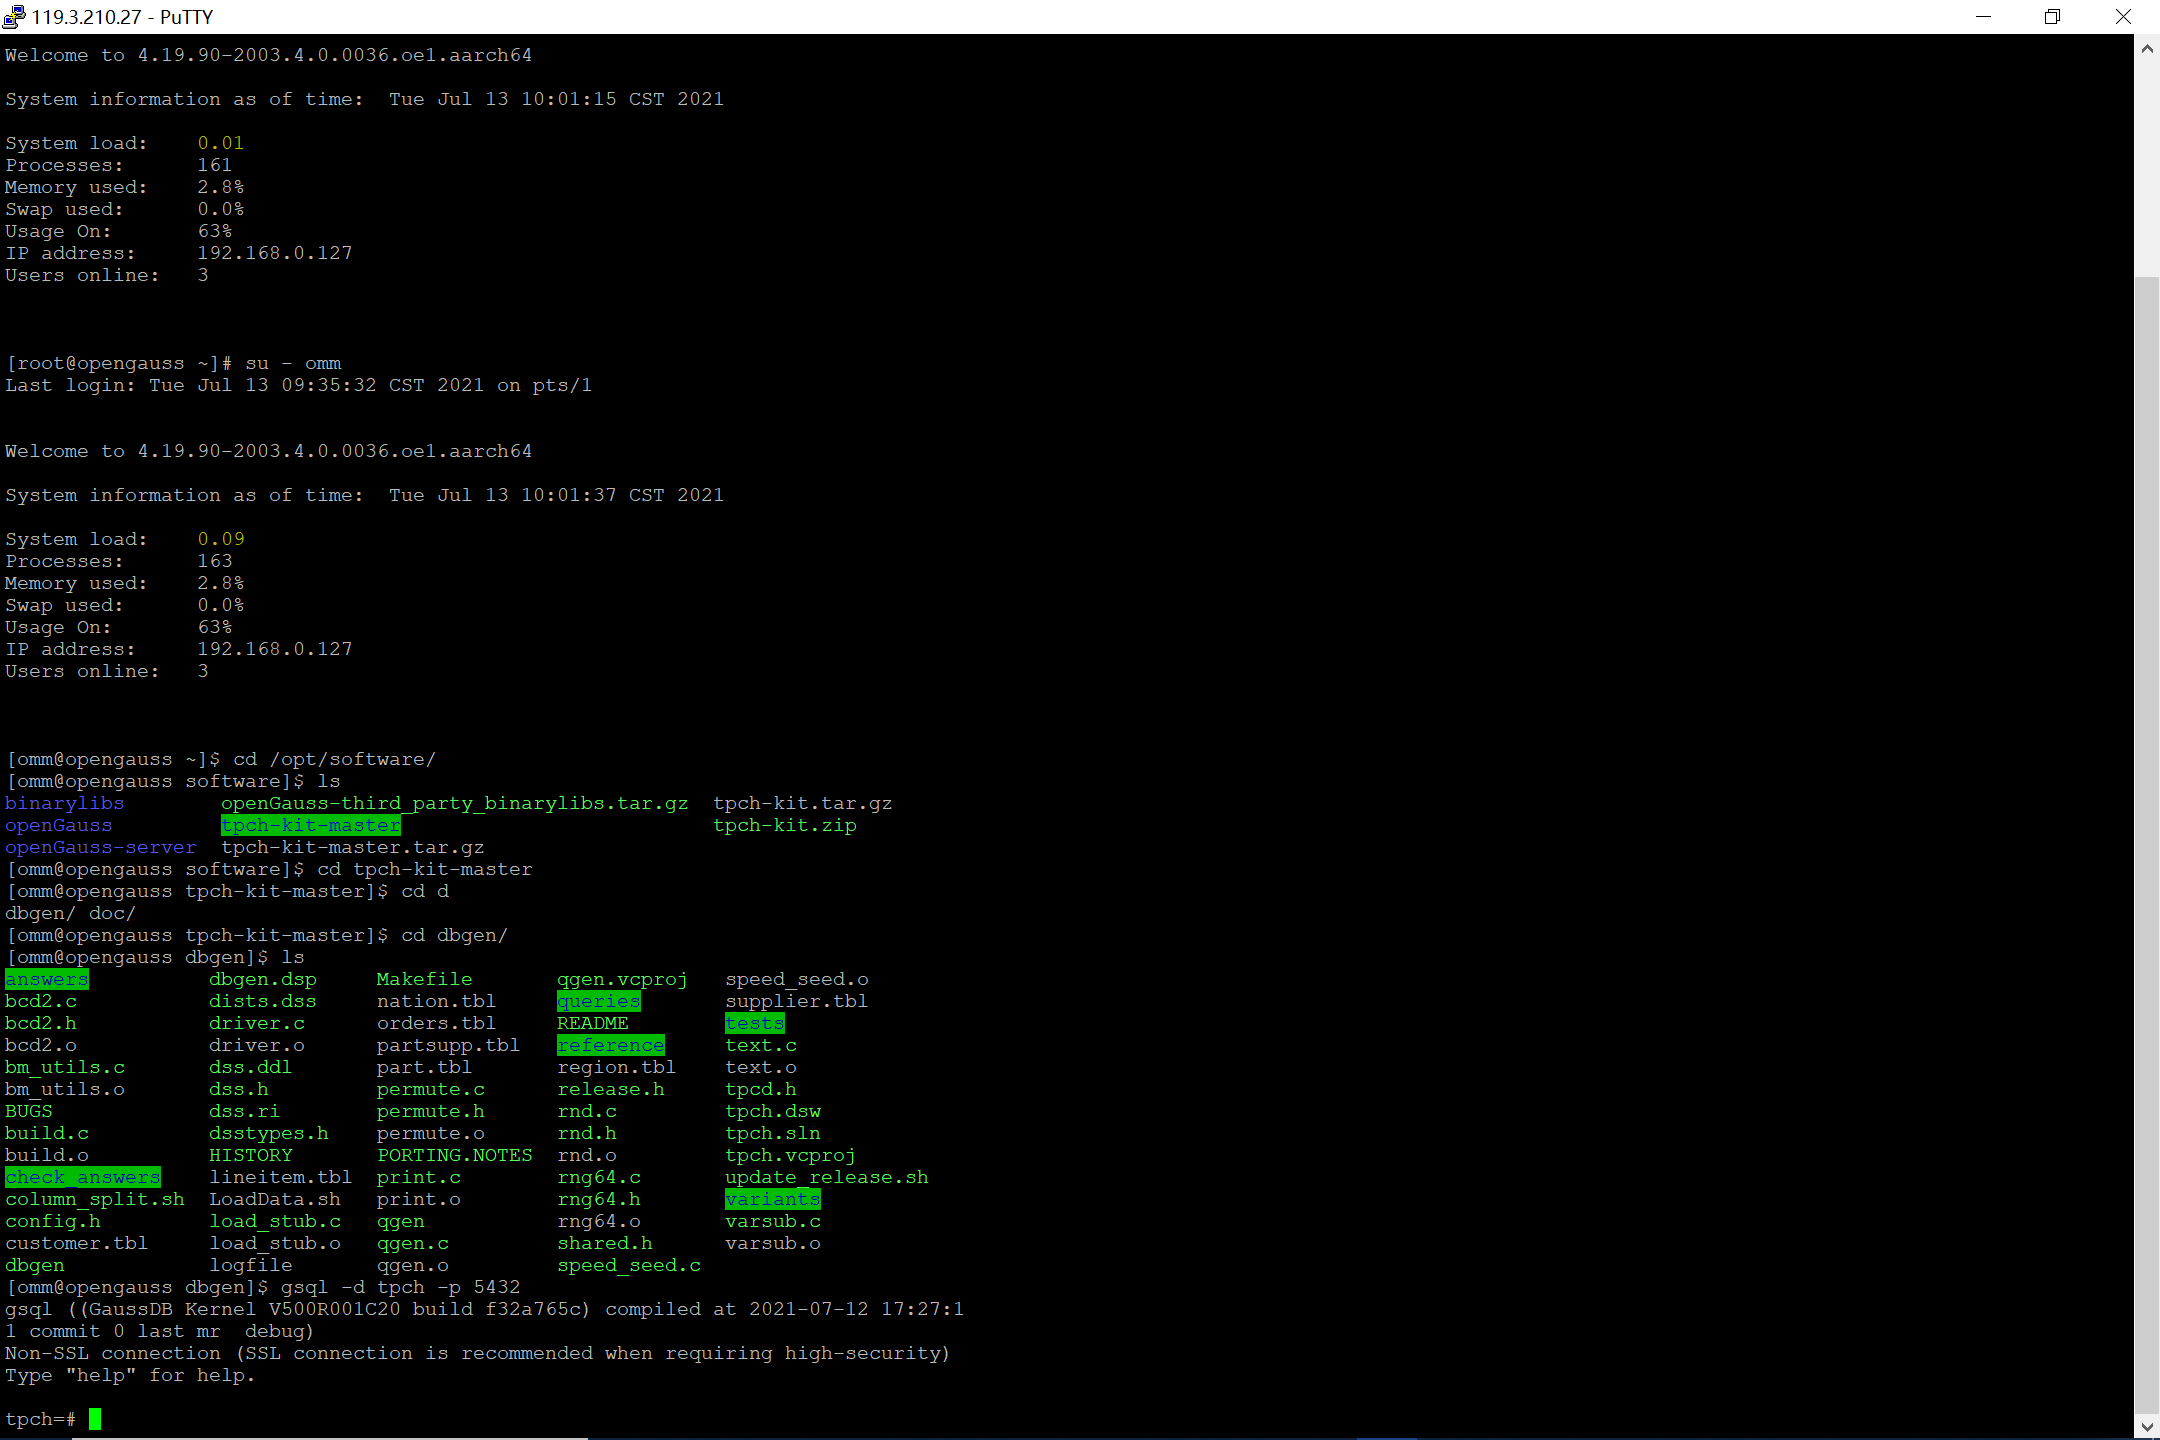 119.3.210.27 - PuTTY
Welcome to 4.19.90-2003.4.0.0036.oe1.aarch64
System information as of time:  Tue Jul 13 10:01:15 CST 2021
System load:    0.01
Processes:      161
Memory used:    2.8%
Swap used:      0.0%
Usage On:       63%
IP address:     192.168.0.127
Users online:   3
[root@opengauss ~]# su - omm
Last login: Tue Jul 13 09:35:32 CST 2021 on pts/1
Welcome to 4.19.90-2003.4.0.0036.oe1.aarch64
System information as of time:  Tue Jul 13 10:01:37 CST 2021
System load:    0.09
Processes:      163
Memory used:    2.8%
Swap used:      0.0%
Usage On:       63%
IP address:     192.168.0.127
Users online:   3
[omm@opengauss ~]$ cd /opt/software/
[omm@opengauss software]$ ls
binarylibs        openGauss-third_party_binarylibs.tar.gz  tpch-kit.tar.gz
openGauss         tpch-kit-master                          tpch-kit.zip
openGauss-server  tpch-kit-master.tar.gz
[omm@opengauss software]$ cd tpch-kit-master
[omm@opengauss tpch-kit-master]$ cd d
dbgen/ doc/
[omm@opengauss tpch-kit-master]$ cd dbgen/
[omm@opengauss dbgen]$ ls
answers          dbgen.dsp     Makefile       qgen.vcproj   speed_seed.o
bcd2.c           dists.dss     nation.tbl     queries       supplier.tbl
bcd2.h           driver.c      orders.tbl     README        tests
bcd2.o           driver.o      partsupp.tbl   reference     text.c
bm_utils.c       dss.ddl       part.tbl       region.tbl    text.o
bm_utils.o       dss.h         permute.c      release.h     tpcd.h
BUGS             dss.ri        permute.h      rnd.c         tpch.dsw
build.c          dsstypes.h    permute.o      rnd.h         tpch.sln
build.o          HISTORY       PORTING.NOTES  rnd.o         tpch.vcproj
check_answers    lineitem.tbl  print.c        rng64.c       update_release.sh
column_split.sh  LoadData.sh   print.o        rng64.h       variants
config.h         load_stub.c   qgen           rng64.o       varsub.c
customer.tbl     load_stub.o   qgen.c         shared.h      varsub.o
dbgen            logfile       qgen.o         speed_seed.c
[omm@opengauss dbgen]$ gsql -d tpch -p 5432
gsql ((GaussDB Kernel V500R001C20 build f32a765c) compiled at 2021-07-12 17:27:1
1 commit 0 last mr  debug)
Non-SSL connection (SSL connection is recommended when requiring high-security)
Type "help" for help.
tpch=#